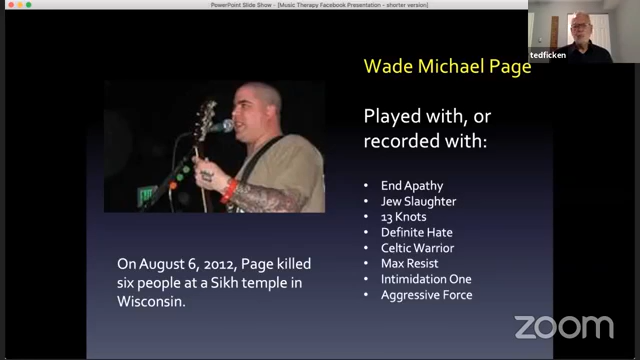 PowerPoint Slide Show - [Music Therapy Facebook Presentation - shorter version]
tedficken
Wade Michael Page
Played with, or
recorded with:
• End Apathy
• Jew Slaughter
• 13 Knots
• Definite Hate
• Celtic Warrior
• Max Resist
• Intimidation One
• Aggressive Force
EXIT
On August 6, 2012, Page killed
six people at a Sikh temple in
Wisconsin.
zoom